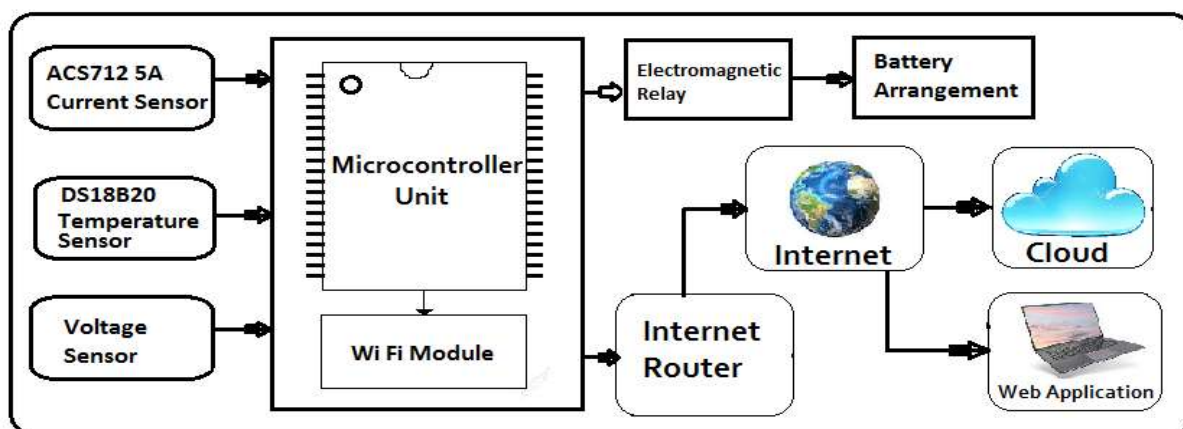 ACS712 5A
Current Sensor
DS18B20
Temperature
Sensor
Voltage
Sensor
Microcontroller
Unit
Wi Fi Module
Electromagnetic
Relay
Battery
Arrangement
Internet
Router
Internet
Cloud
Web Application